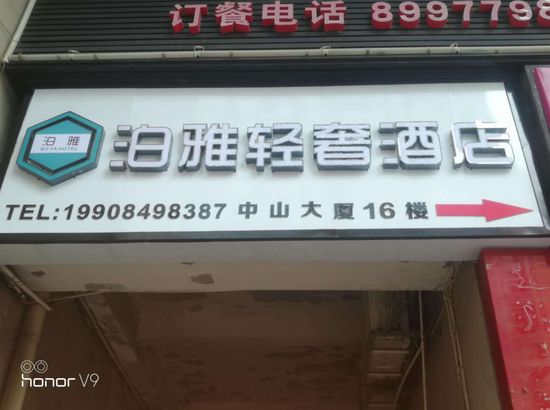 订餐电话 8997798
泊雅
BO YA HOTEL
泊雅轻奢酒店
TEL:19908498387 中山大厦16楼
honor V9